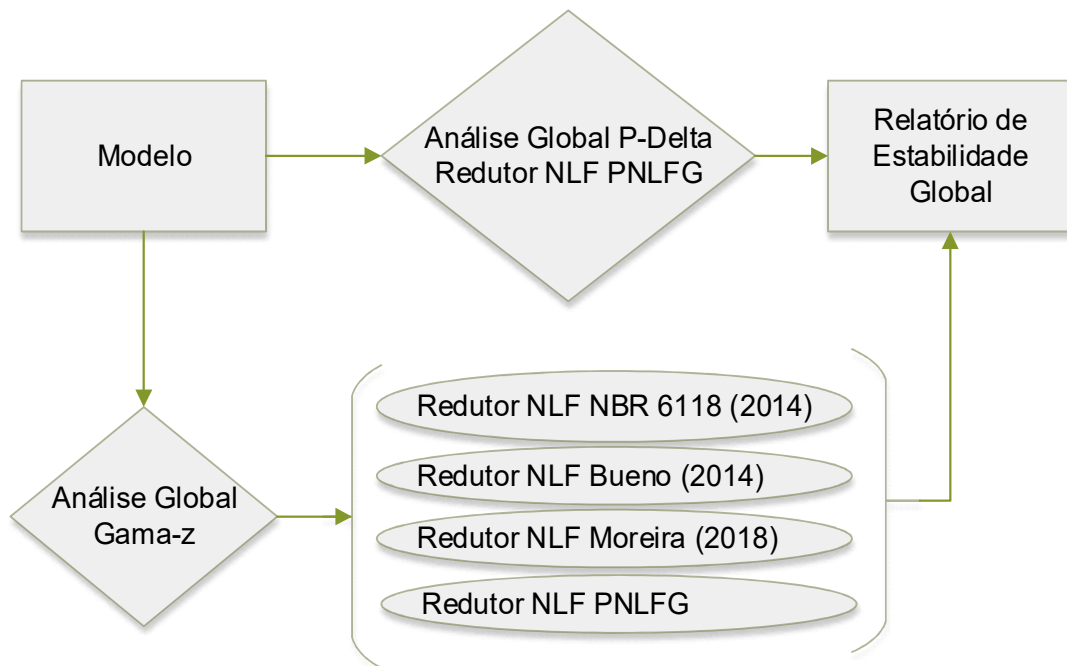 Modelo
Análise Global P-Delta
Redutor NLF PNLFG
Relatório de
Estabilidade
Global
Análise Global
Gama-z
Redutor NLF NBR 6118 (2014)
Redutor NLF Bueno (2014)
Redutor NLF Moreira (2018)
Redutor NLF PNLFG